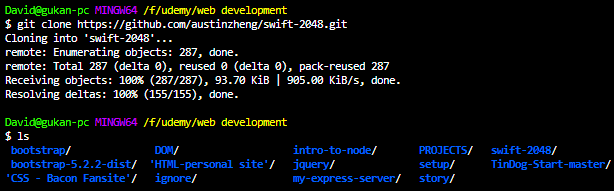 David@gukan-pc MINGW64 /f/udemy/web development
$ git clone https://github.com/austinzheng/swift-2048.git
Cloning into 'swift-2048'...
remote: Enumerating objects: 287, done.
remote: Total 287 (delta 0), reused 0 (delta 0), pack-reused 287
Receiving objects: 100% (287/287), 93.70 KiB | 905.00 KiB/s, done.
Resolving deltas: 100% (155/155), done.
David@gukan-pc MINGW64 /f/udemy/web development
$ ls
bootstrap/ DOM/ intro-to-node/ PROJECTS/ swift-2048/
bootstrap-5.2.2-dist/ 'HTML-personal site'/ jquery/ setup/ TinDog-Start-master/
'CSS - Bacon Fansite'/ ignore/ my-express-server/ story/